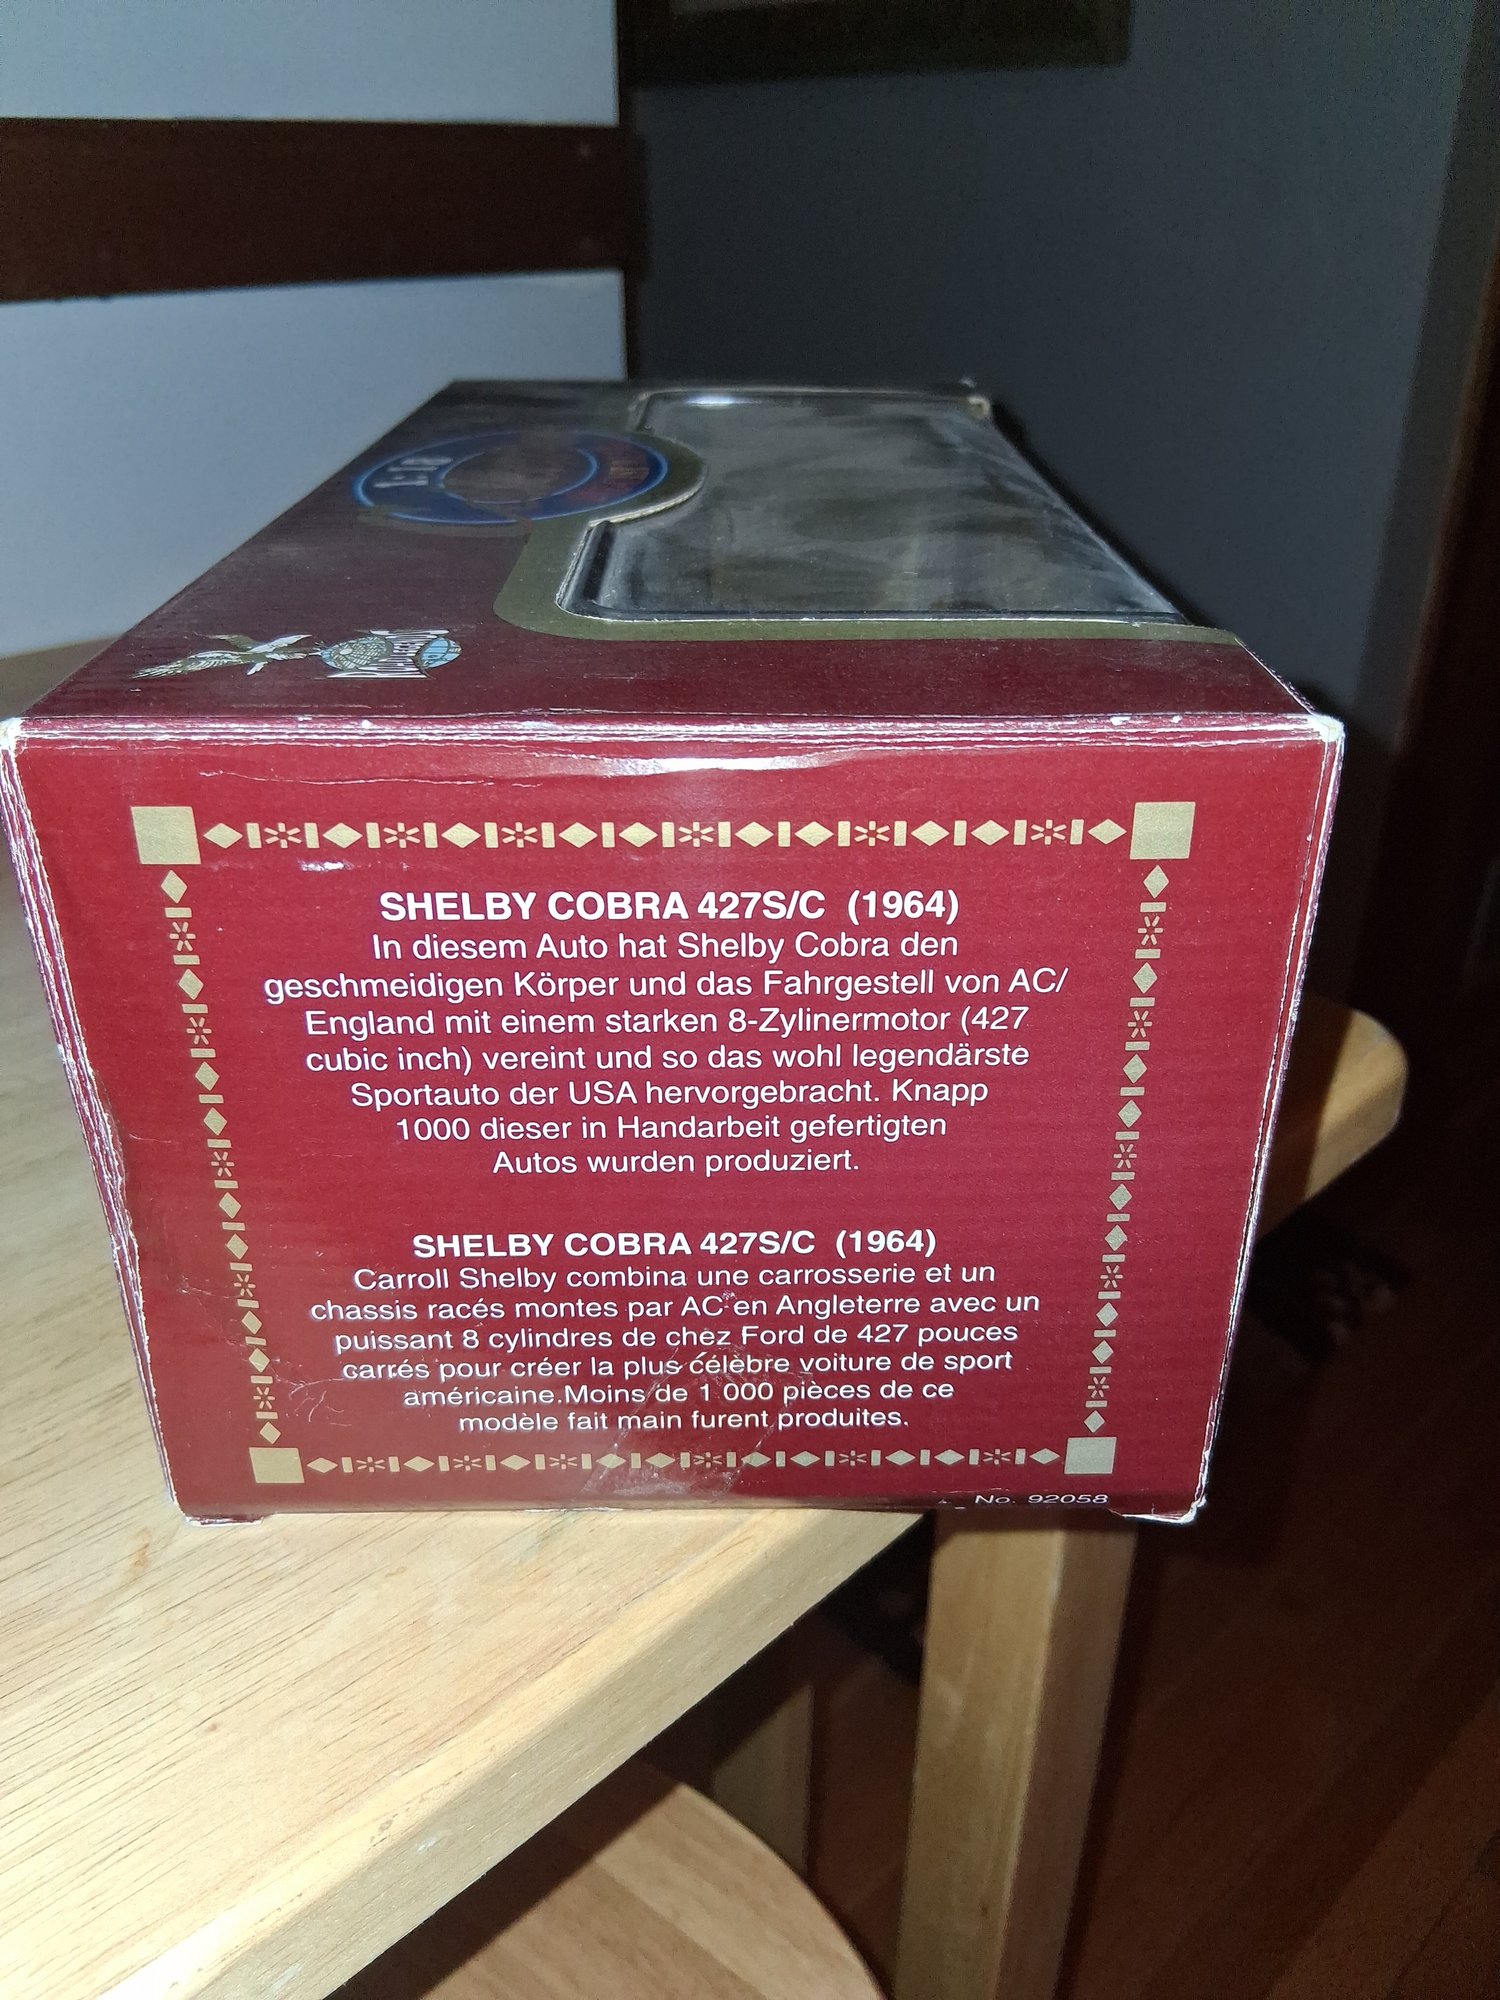 1:18
SHELBY COBRA 427S/C (1964)
In diesem Auto hat Shelby Cobra den
geschmeidigen Körper und das Fahrgestell von AC/
England mit einem starken 8-Zylinermotor (427
cubic inch) vereint und so das wohl legendärste
Sportauto der USA hervorgebracht. Knapp
1000 dieser in Handarbeit gefertigten
Autos wurden produziert.
SHELBY COBRA 427S/C (1964)
Carroll Shelby combina une carrosserie et un
chassis racés montes par AC en Angleterre avec un
puissant 8 cylindres de chez Ford de 427 pouces
carrés pour créer la plus célèbre voiture de sport
américaine.Moins de 1 000 pièces de ce
modèle fait main furent produites.
No. 92058